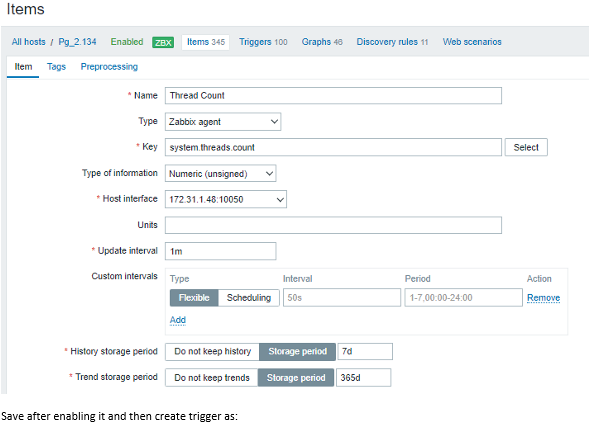 Items
All hosts / Pg_2.134 Enabled ZBX Items 345 Triggers 100 Graphs 46 Discovery rules 11 Web scenarios
Item Tags Preprocessing
* Name Thread Count
Type Zabbix agent
* Key system.threads.count Select
Type of information Numeric (unsigned)
* Host interface 172.31.1.48:10050
Units
* Update interval 1m
Custom intervals Type Interval Period Action
Flexible Scheduling 50s 1-7,00:00-24:00 Remove
Add
* History storage period Do not keep history Storage period 7d
* Trend storage period Do not keep trends Storage period 365d
Save after enabling it and then create trigger as: